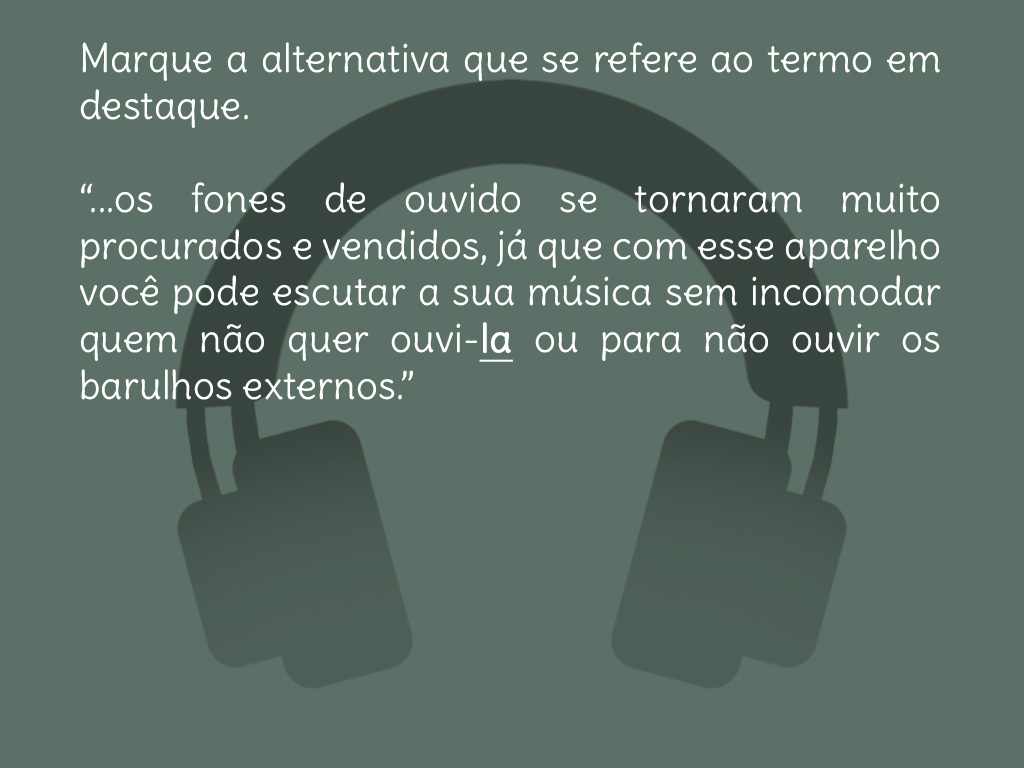 Marque a alternativa que se refere ao termo em
destaque.
“...os fones de ouvido se tornaram muito
procurados e vendidos, já que com esse aparelho
você pode escutar a sua música sem incomodar
quem não quer ouvi-la ou para não ouvir os
barulhos externos.”